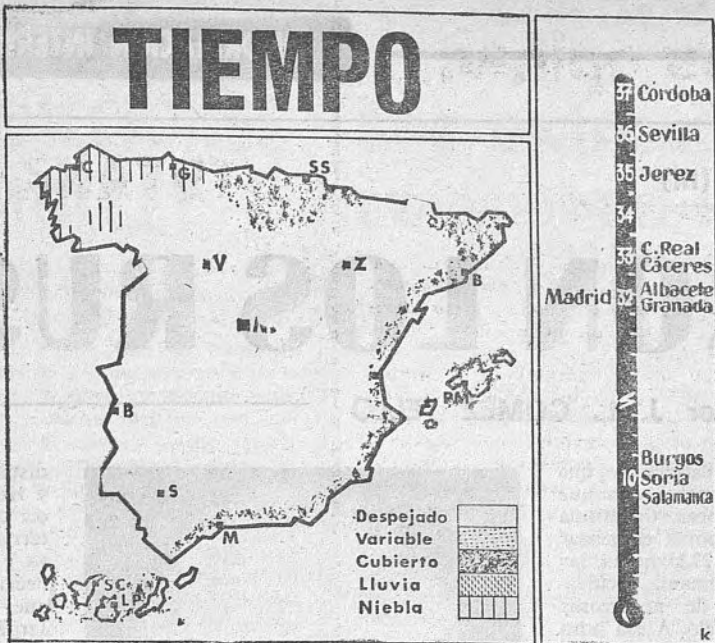 TIEMPO
C
G
SS
V
Z
B
PM
B
S
M
SC
LP
Despejado
Variable
Cubierto
Lluvia
Niebla
37 Córdoba
36 Sevilla
35 Jerez
34
33 C.Real
Cáceres
Madrid 32 Albacete
Granada
10 Burgos
Soria
Salamanca
k